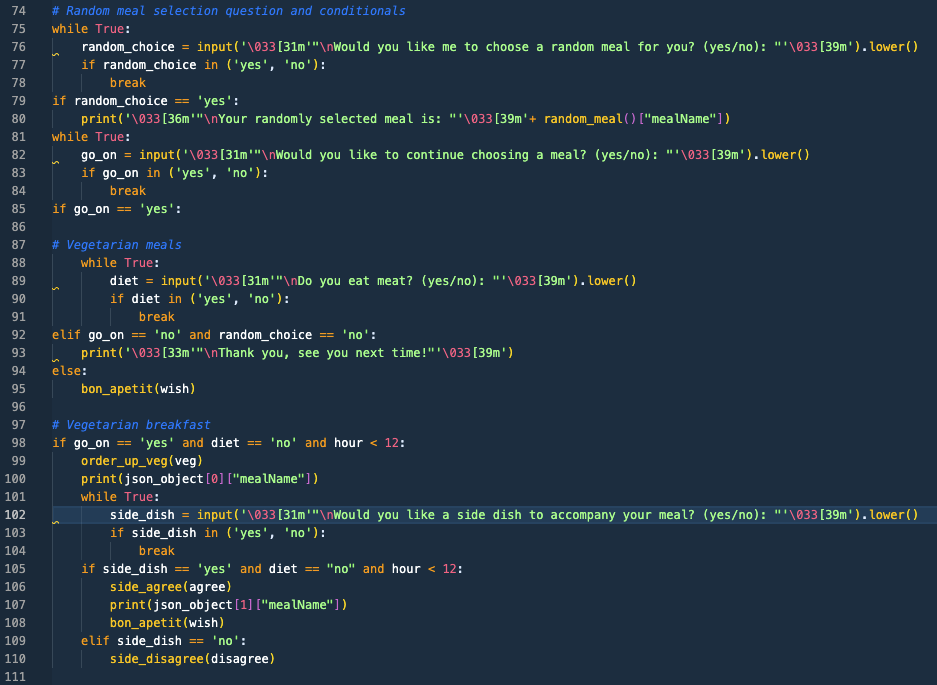 74 # Random meal selection question and conditionals
75 while True:
76     random_choice = input('\033[31m'"\nWould you like me to choose a random meal for you? (yes/no): "'\033[39m').lower()
77     if random_choice in ('yes', 'no'):
78         break
79 if random_choice == 'yes':
80     print('\033[36m'"\nYour randomly selected meal is: "'\033[39m'+ random_meal()["mealName"])
81 while True:
82     go_on = input('\033[31m'"\nWould you like to continue choosing a meal? (yes/no): "'\033[39m').lower()
83     if go_on in ('yes', 'no'):
84         break
85 if go_on == 'yes':
86
87 # Vegetarian meals
88     while True:
89         diet = input('\033[31m'"\nDo you eat meat? (yes/no): "'\033[39m').lower()
90         if diet in ('yes', 'no'):
91             break
92 elif go_on == 'no' and random_choice == 'no':
93     print('\033[33m'"\nThank you, see you next time!"'\033[39m')
94 else:
95     bon_apetit(wish)
96
97 # Vegetarian breakfast
98 if go_on == 'yes' and diet == 'no' and hour < 12:
99     order_up_veg(veg)
100     print(json_object[0]["mealName"])
101     while True:
102         side_dish = input('\033[31m'"\nWould you like a side dish to accompany your meal? (yes/no): "'\033[39m').lower()
103         if side_dish in ('yes', 'no'):
104             break
105     if side_dish == 'yes' and diet == "no" and hour < 12:
106         side_agree(agree)
107         print(json_object[1]["mealName"])
108         bon_apetit(wish)
109     elif side_dish == 'no':
110         side_disagree(disagree)
111